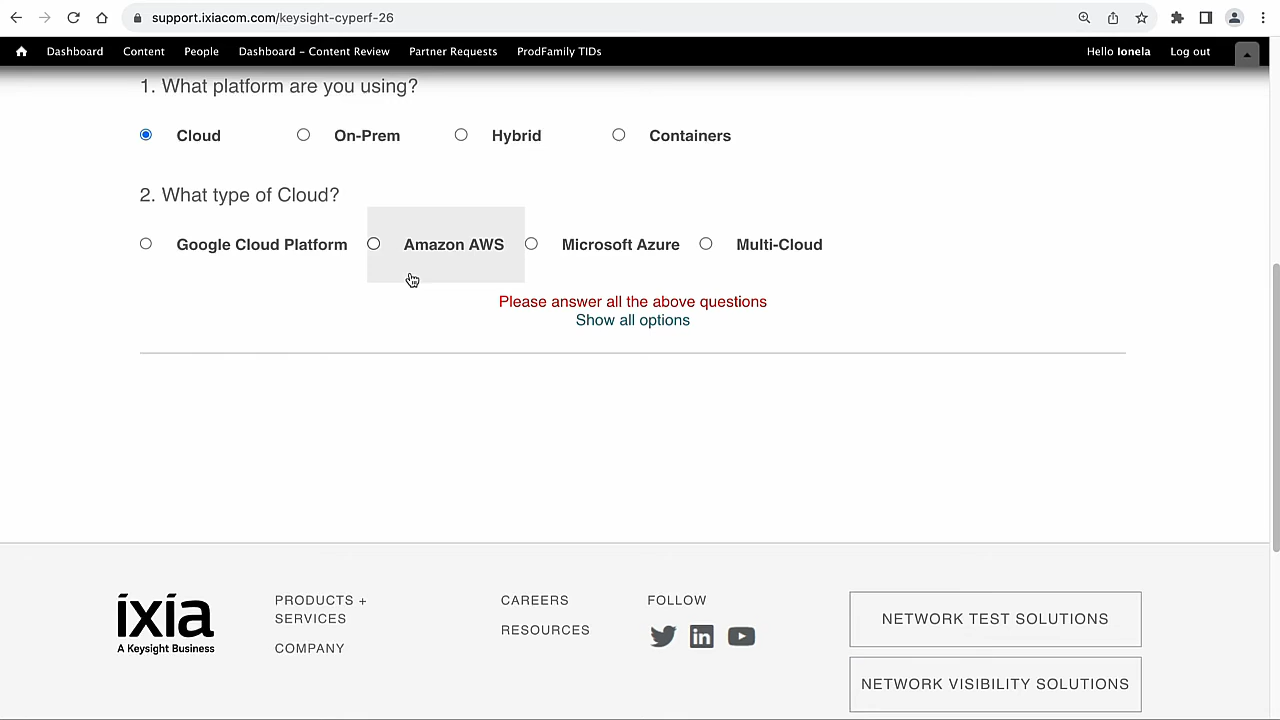 support.ixiacom.com/keysight-cyperf-26
Dashboard Content People Dashboard – Content Review Partner Requests ProdFamily TIDs Hello Ionela Log out
1. What platform are you using?
Cloud On-Prem Hybrid Containers
2. What type of Cloud?
Google Cloud Platform Amazon AWS Microsoft Azure Multi-Cloud
Please answer all the above questions
Show all options
ixia
A Keysight Business
PRODUCTS +
SERVICES
COMPANY
CAREERS
RESOURCES
FOLLOW
NETWORK TEST SOLUTIONS
NETWORK VISIBILITY SOLUTIONS